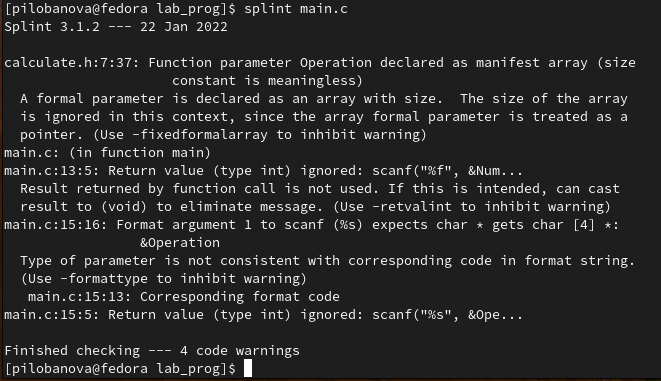 [pilobanova@fedora lab_prog]$ splint main.c
Splint 3.1.2 --- 22 Jan 2022
calculate.h:7:37: Function parameter Operation declared as manifest array (size
constant is meaningless)
A formal parameter is declared as an array with size.  The size of the array
is ignored in this context, since the array formal parameter is treated as a
pointer. (Use -fixedformalarray to inhibit warning)
main.c: (in function main)
main.c:13:5: Return value (type int) ignored: scanf("%f", &Num...
Result returned by function call is not used. If this is intended, can cast
result to (void) to eliminate message. (Use -retvalint to inhibit warning)
main.c:15:16: Format argument 1 to scanf (%s) expects char * gets char [4] *:
&Operation
Type of parameter is not consistent with corresponding code in format string.
(Use -formattype to inhibit warning)
main.c:15:13: Corresponding format code
main.c:15:5: Return value (type int) ignored: scanf("%s", &Ope...
Finished checking --- 4 code warnings
[pilobanova@fedora lab_prog]$